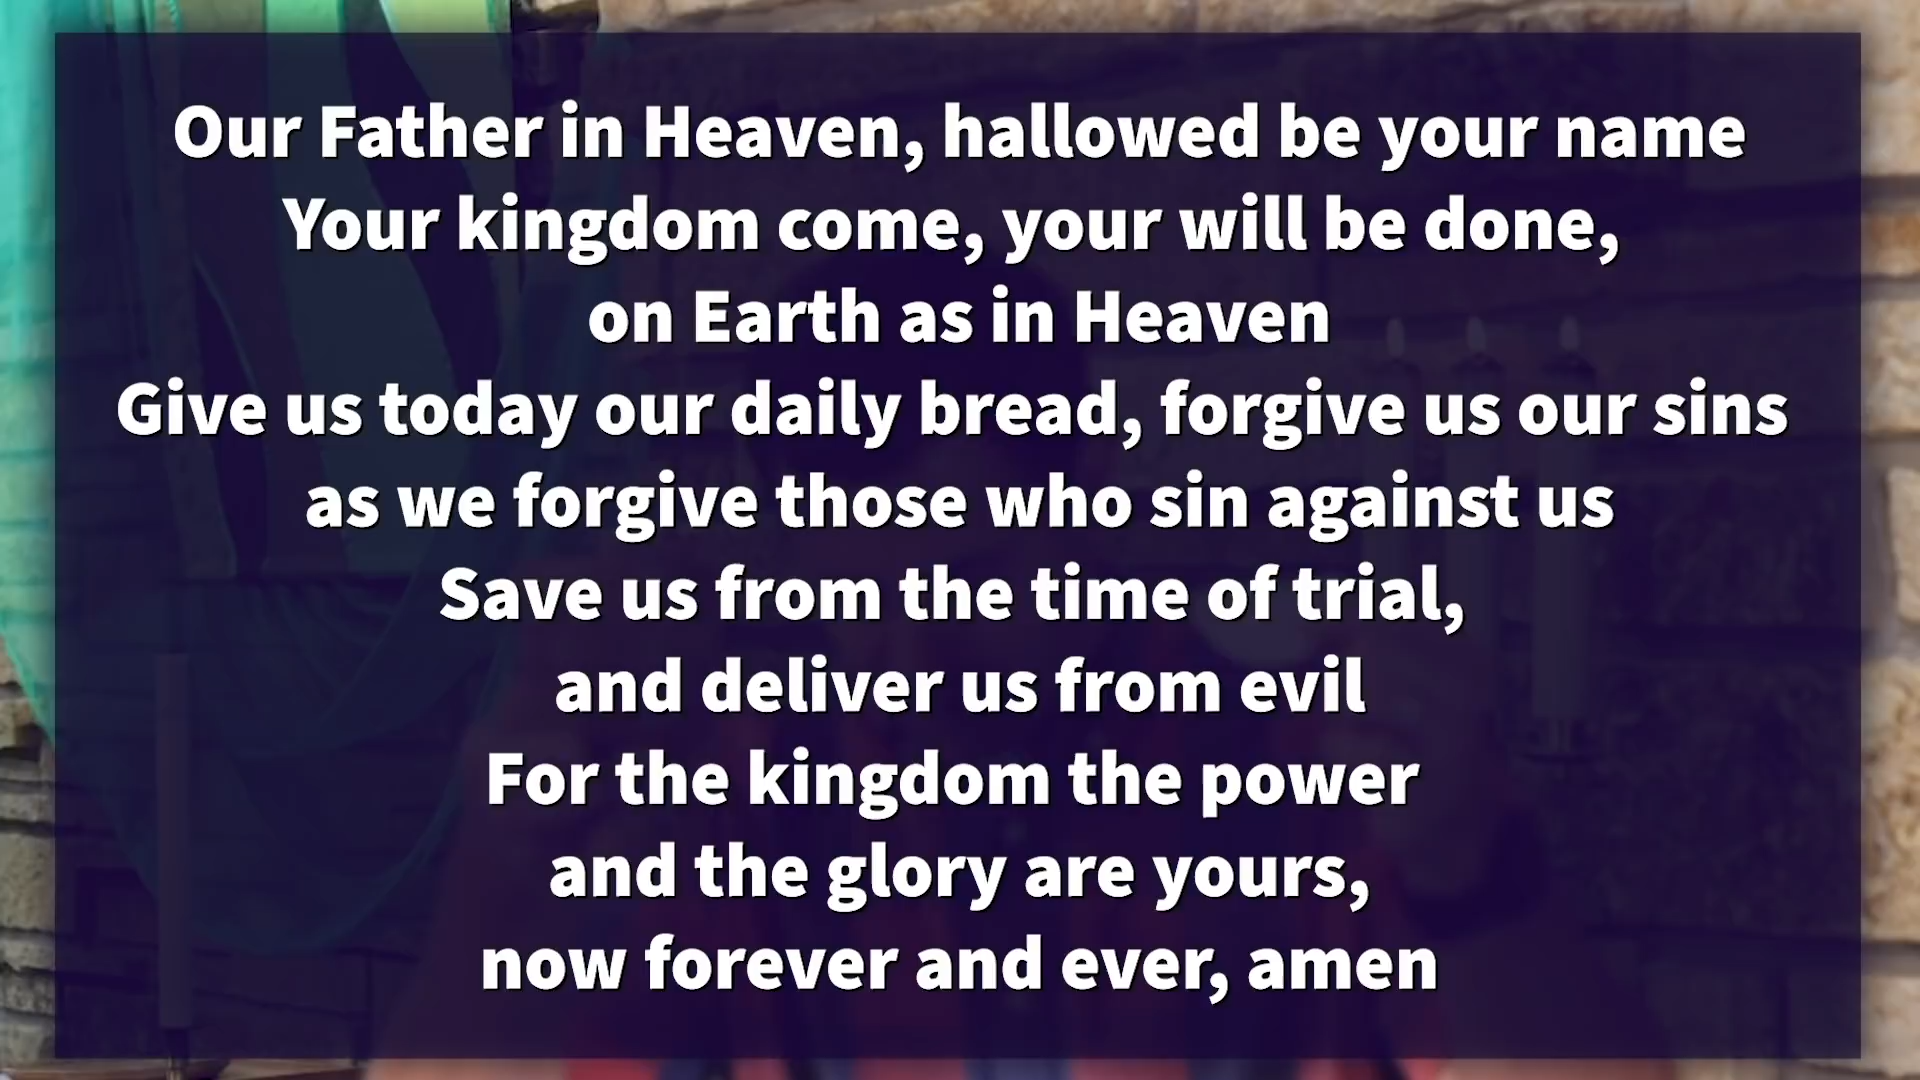 Our Father in Heaven, hallowed be your name
Your kingdom come, your will be done,
on Earth as in Heaven
Give us today our daily bread, forgive us our sins
as we forgive those who sin against us
Save us from the time of trial,
and deliver us from evil
For the kingdom the power
and the glory are yours,
now forever and ever, amen